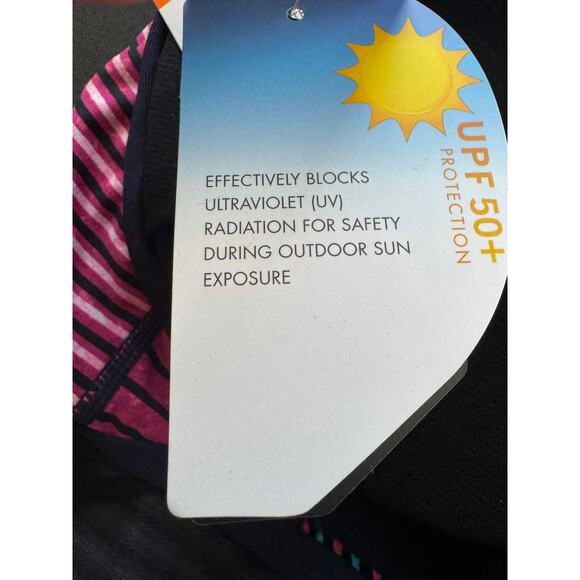 EFFECTIVELY BLOCKS
ULTRAVIOLET (UV)
RADIATION FOR SAFETY
DURING OUTDOOR SUN
EXPOSURE
UPF 50+
PROTECTION